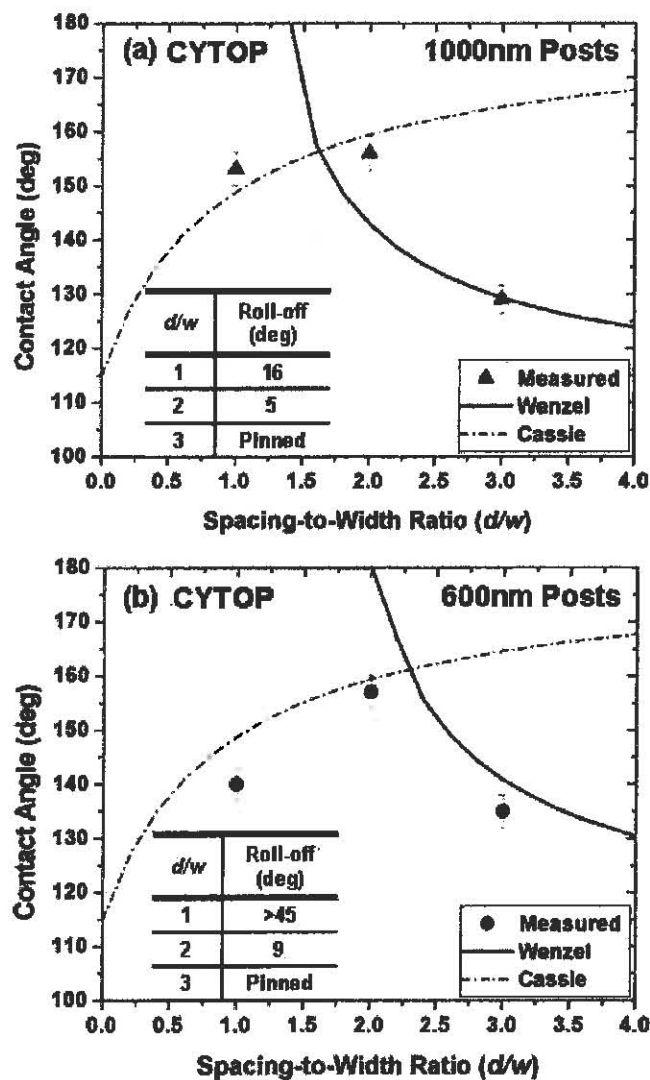 (a) CYTOP 1000nm Posts
180
170
160
150
140
130
120
110
100
Contact Angle (deg)
d/w Roll-off (deg)
1 16
2 5
3 Pinned
Measured
Wenzel
Cassie
0.0 0.5 1.0 1.5 2.0 2.5 3.0 3.5 4.0
Spacing-to-Width Ratio (d/w)
(b) CYTOP 600nm Posts
180
170
160
150
140
130
120
110
100
Contact Angle (deg)
d/w Roll-off (deg)
1 >45
2 9
3 Pinned
Measured
Wenzel
Cassie
0.0 0.5 1.0 1.5 2.0 2.5 3.0 3.5 4.0
Spacing-to-Width Ratio (d/w)